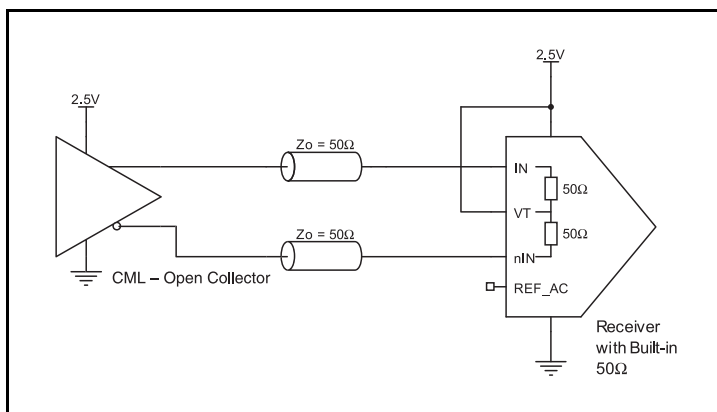 2.5V
2.5V
Zo = 50Ω
IN
50Ω
VT
50Ω
Zo = 50Ω
nIN
CML – Open Collector
REF_AC
Receiver
with Built-in
50Ω